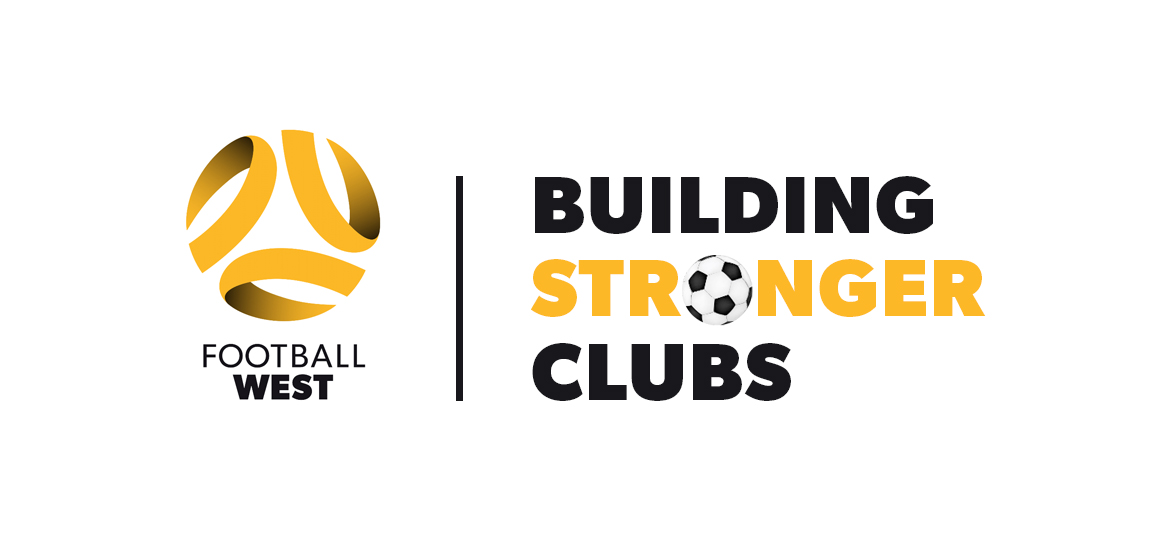 FOOTBALL
WEST
BUILDING
STRONGER
CLUBS